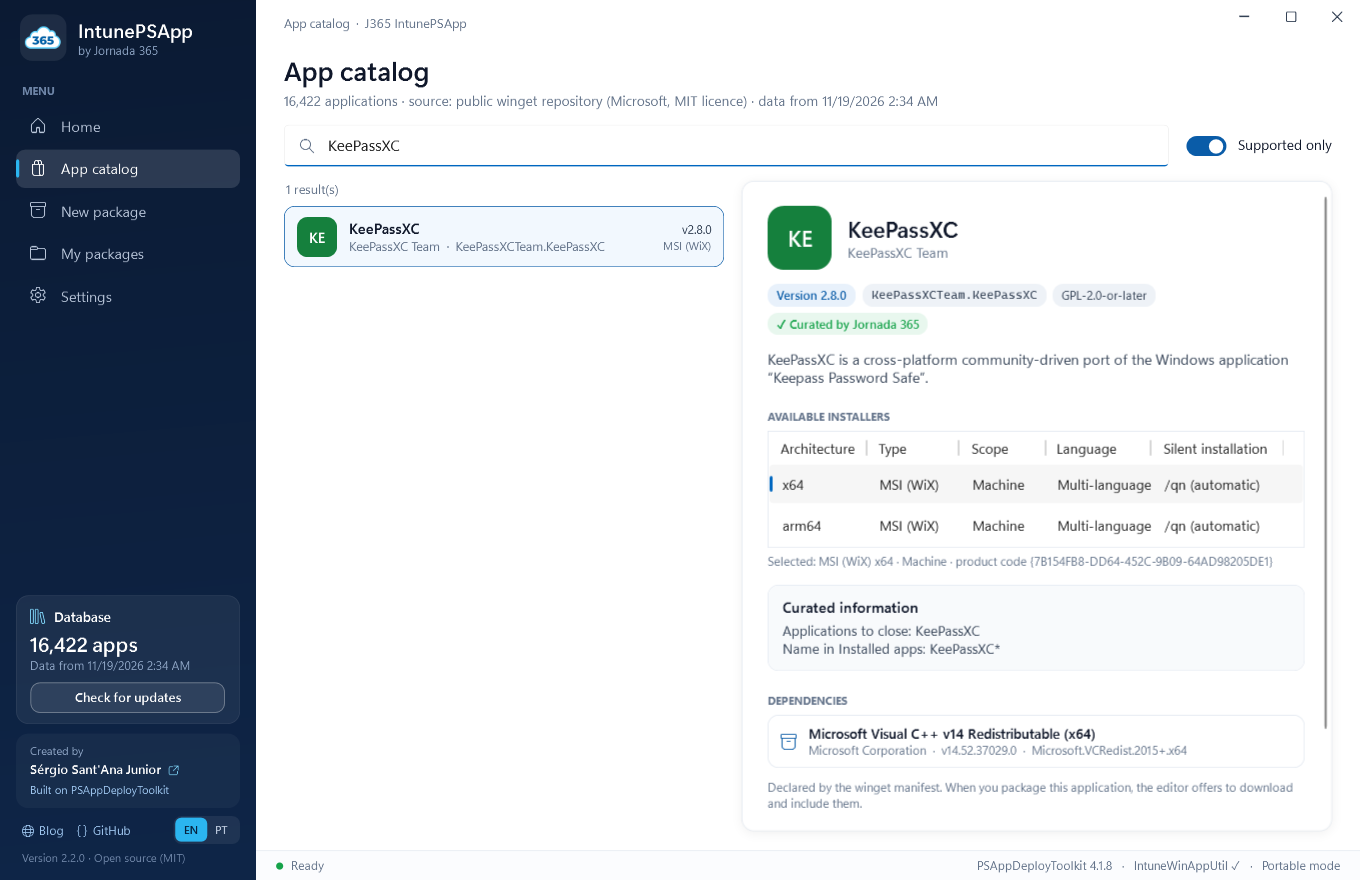 365
IntunePSApp
by Jornada 365
MENU
Home
App catalog
New package
My packages
Settings
Database
16,422 apps
Data from 11/19/2026 2:34 AM
Check for updates
Created by
Sérgio Sant'Ana Junior
Built on PSAppDeployToolkit
Blog {} GitHub EN PT
Version 2.2.0 · Open source (MIT)
App catalog · J365 IntunePSApp
App catalog
16,422 applications · source: public winget repository (Microsoft, MIT licence) · data from 11/19/2026 2:34 AM
KeePassXC
Supported only
1 result(s)
KE
KeePassXC v2.8.0
KeePassXC Team · KeePassXCTeam.KeePassXC MSI (WiX)
KE
KeePassXC
KeePassXC Team
Version 2.8.0 KeePassXCTeam.KeePassXC GPL-2.0-or-later
✓ Curated by Jornada 365
KeePassXC is a cross-platform community-driven port of the Windows application
“Keepass Password Safe”.
AVAILABLE INSTALLERS
Architecture Type Scope Language Silent installation
x64 MSI (WiX) Machine Multi-language /qn (automatic)
arm64 MSI (WiX) Machine Multi-language /qn (automatic)
Selected: MSI (WiX) x64 · Machine · product code {7B154FB8-DD64-452C-9B09-64AD98205DE1}
Curated information
Applications to close: KeePassXC
Name in Installed apps: KeePassXC*
DEPENDENCIES
Microsoft Visual C++ v14 Redistributable (x64)
Microsoft Corporation · v14.52.37029.0 · Microsoft.VCRedist.2015+.x64
Declared by the winget manifest. When you package this application, the editor offers to download
and include them.
Ready
PSAppDeployToolkit 4.1.8 · IntuneWinAppUtil ✓ · Portable mode